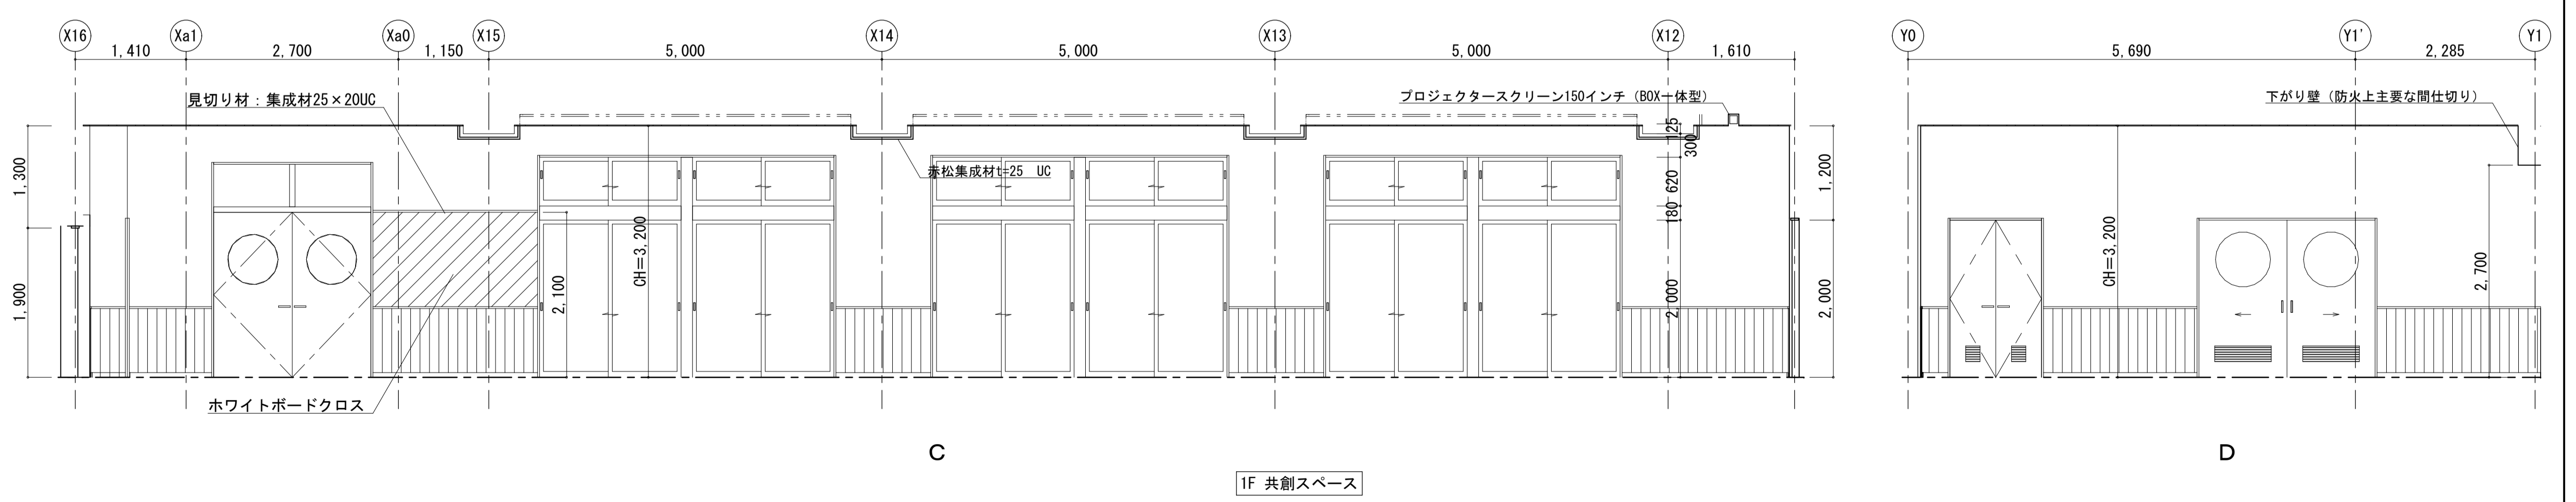 X16 Xa1 Xa0 X15 X14 X13 X12 Y0 Y1' Y1
1,410 2,700 1,150 5,000 5,000 5,000 1,610 5,690 2,285
見切り材：集成材25×20UC
プロジェクタースクリーン150インチ（BOX一体型）
下がり壁（防火上主要な間仕切り）
赤松集成材t=25 UC
1,300
1,900
2,100
CH=3,200
125
300
620
180
2,000
1,200
2,000
CH=3,200
2,700
ホワイトボードクロス
C
D
1F 共創スペース